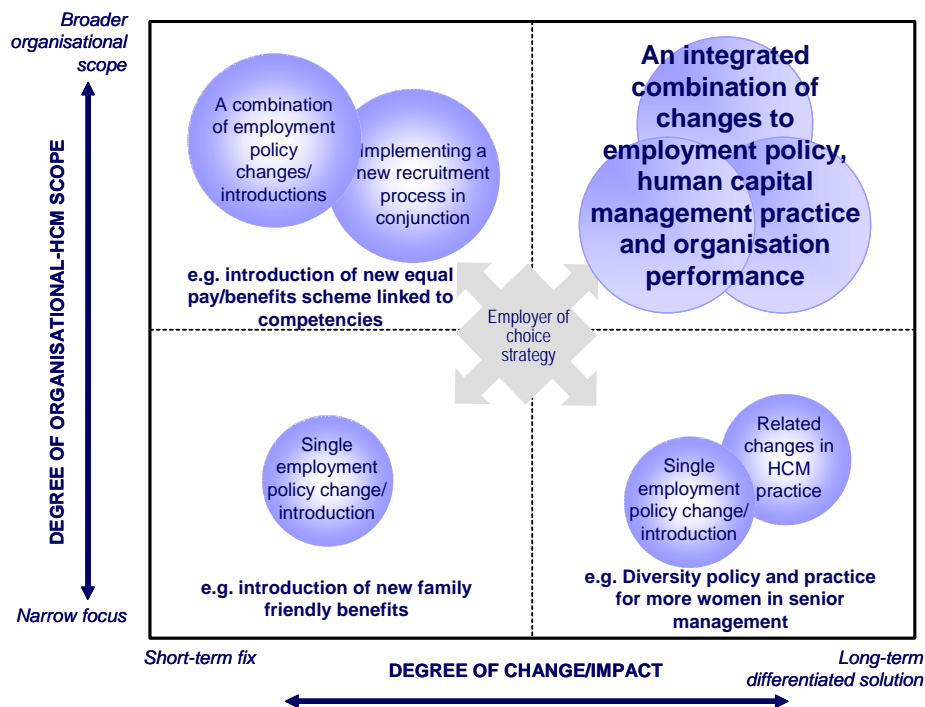 Broader
organisational
scope
DEGREE OF ORGANISATIONAL-HCM SCOPE
Narrow focus
A combination
of employment
policy
changes/
introductions
Implementing a
new recruitment
process in
conjunction
e.g. introduction of new equal
pay/benefits scheme linked to
competencies
An integrated
combination of
changes to
employment policy,
human capital
management practice
and organisation
performance
Employer of
choice
strategy
Single
employment
policy change/
introduction
e.g. introduction of new family
friendly benefits
Single
employment
policy change/
introduction
Related
changes in
HCM
practice
e.g. Diversity policy and practice
for more women in senior
management
Short-term fix
DEGREE OF CHANGE/IMPACT
Long-term
differentiated solution